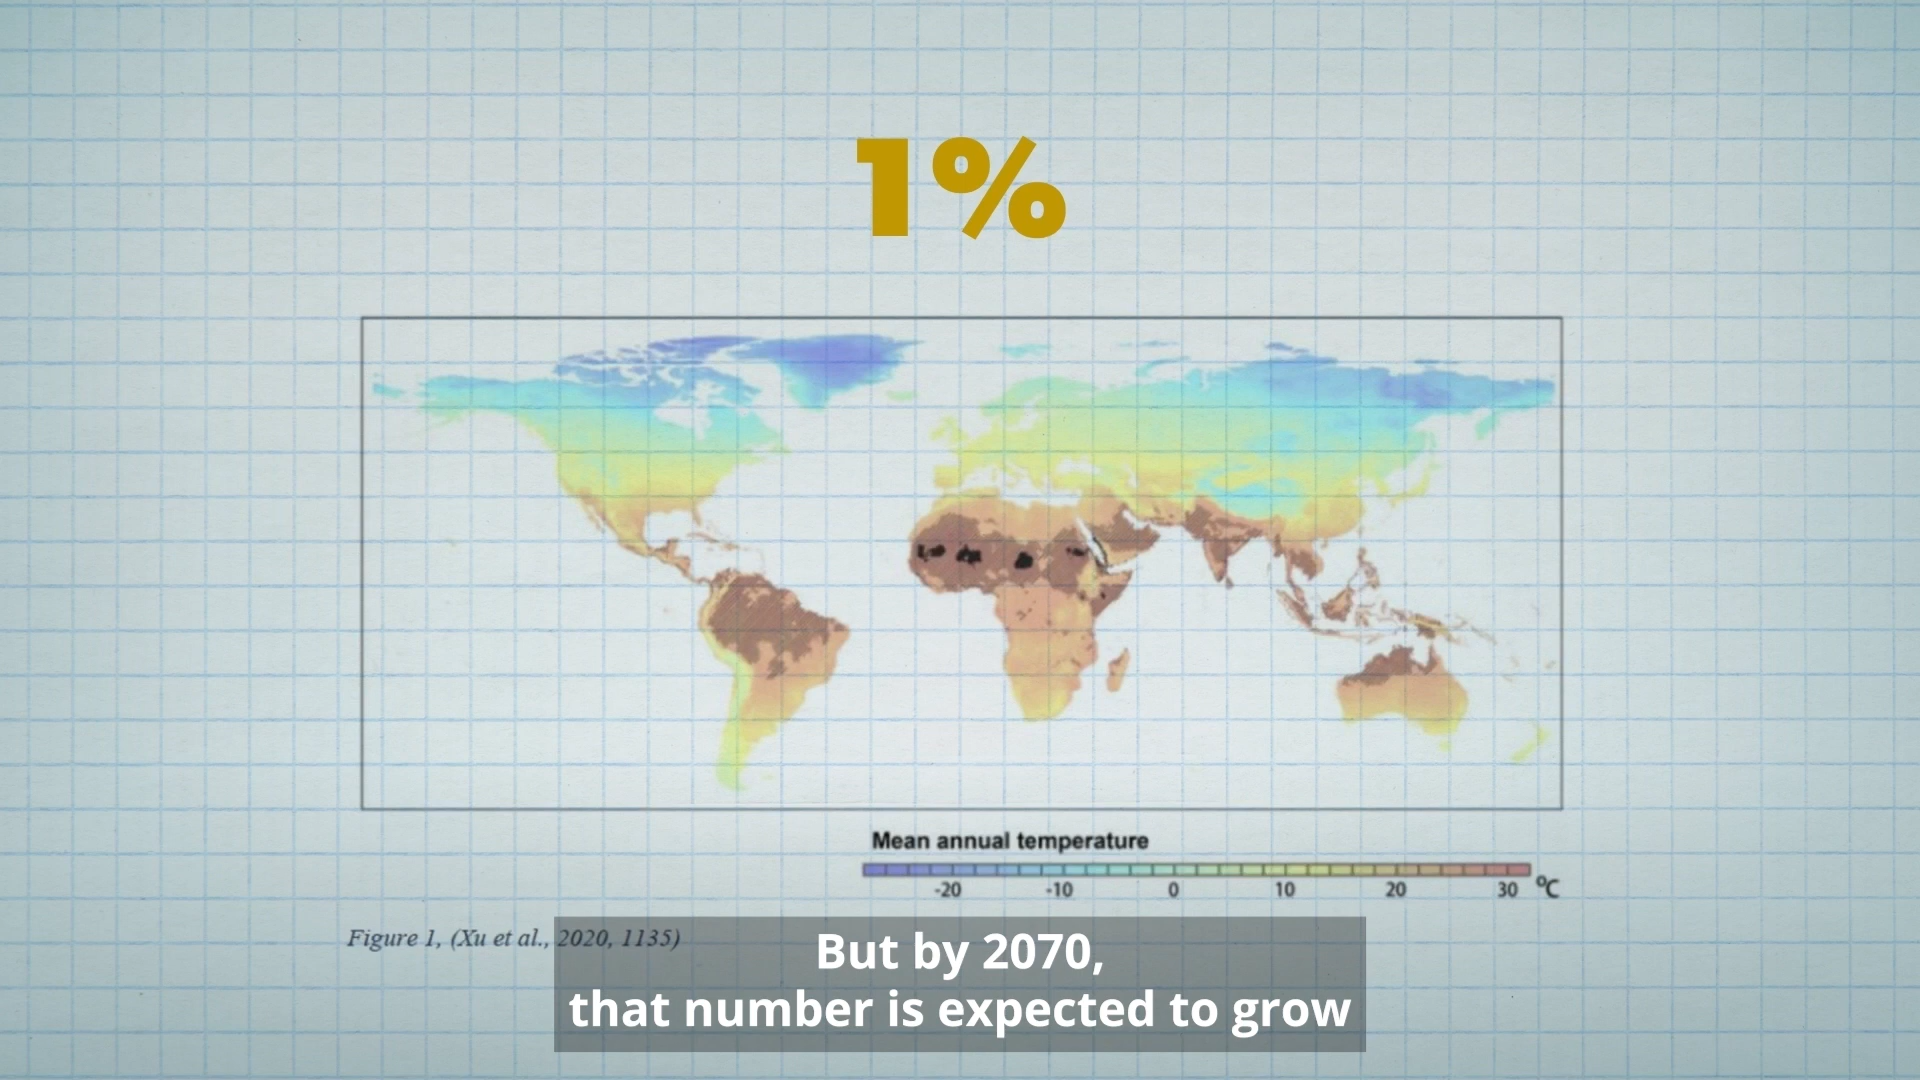 1%
Mean annual temperature
-20 -10 0 10 20 30 °C
Figure 1, (Xu et al., 2020, 1135)
But by 2070,
that number is expected to grow